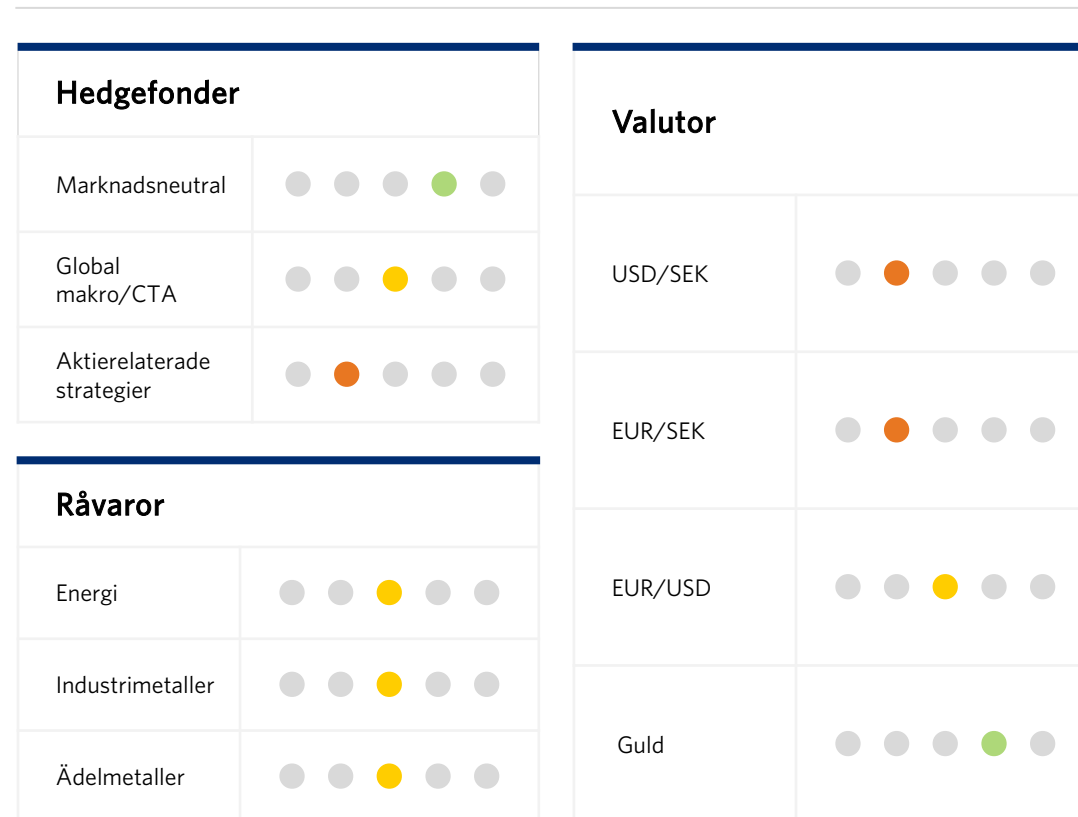 Hedgefonder
Marknadsneutral
Global
makro/CTA
Aktierelaterade
strategier
Råvaror
Energi
Industrimetaller
Ädelmetaller
Valutor
USD/SEK
EUR/SEK
EUR/USD
Guld